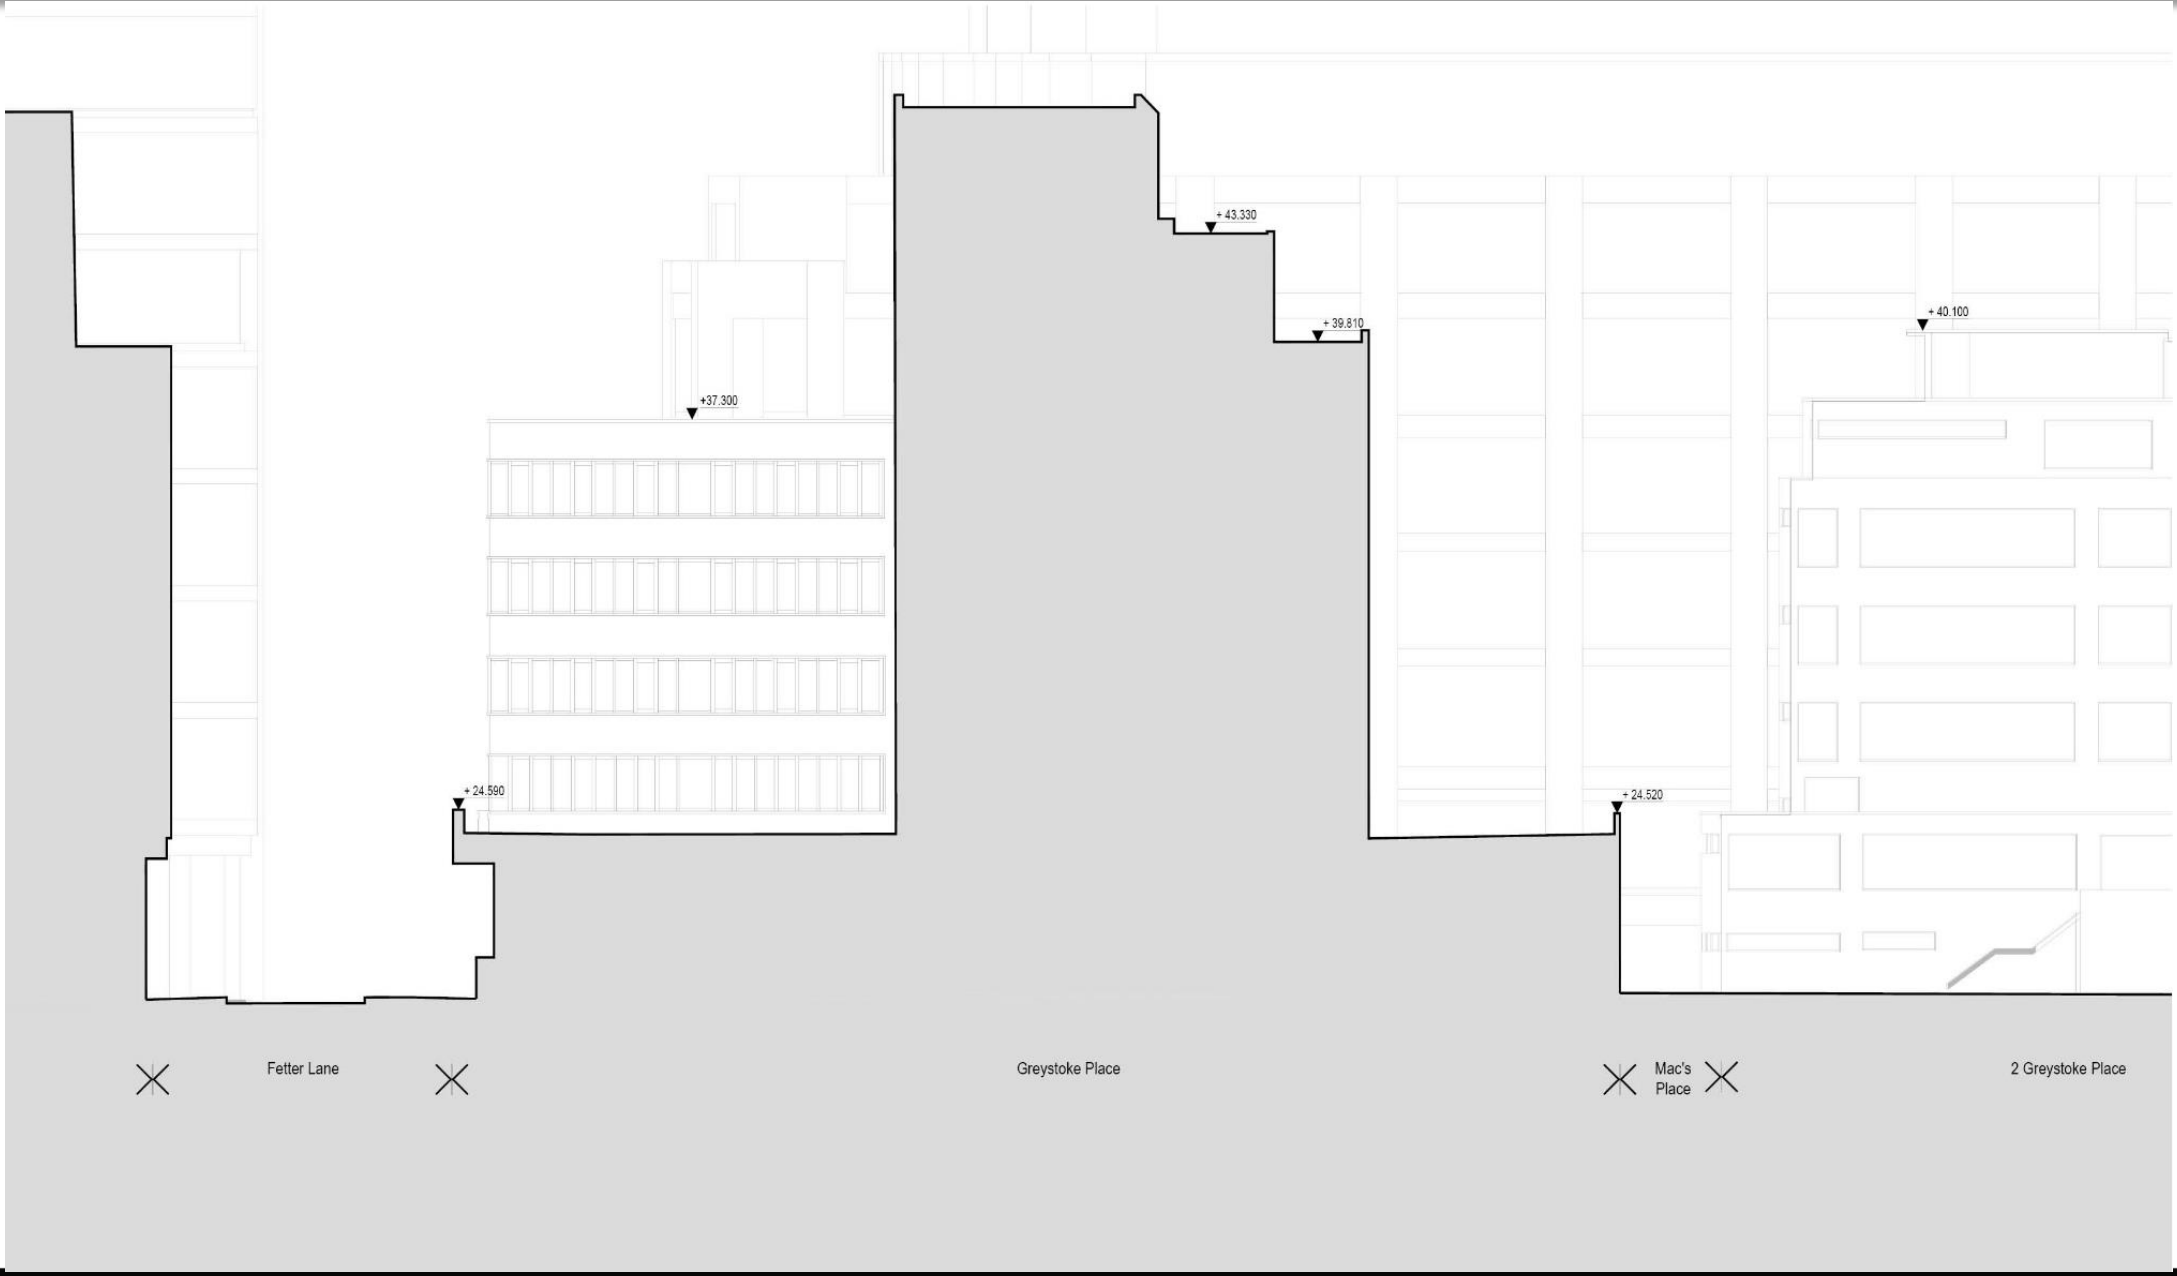 + 43.330
+ 40.100
+ 39.810
+37.300
+ 24.590
+ 24.520
Fetter Lane
Greystoke Place
Mac's
Place
2 Greystoke Place